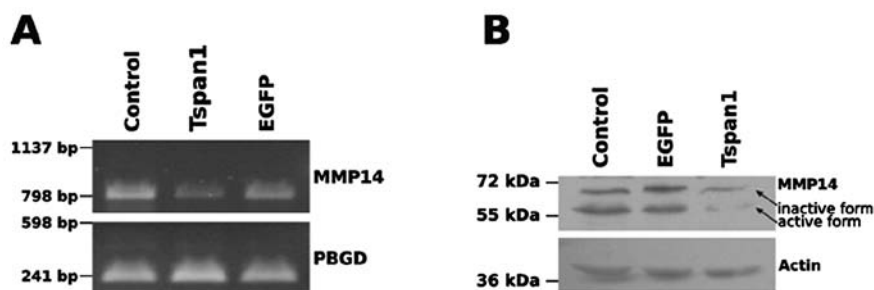 A
Control
Tspan1
EGFP
1137 bp
798 bp
MMP14
598 bp
241 bp
PBGD
B
Control
EGFP
Tspan1
72 kDa
55 kDa
MMP14
inactive form
active form
36 kDa
Actin